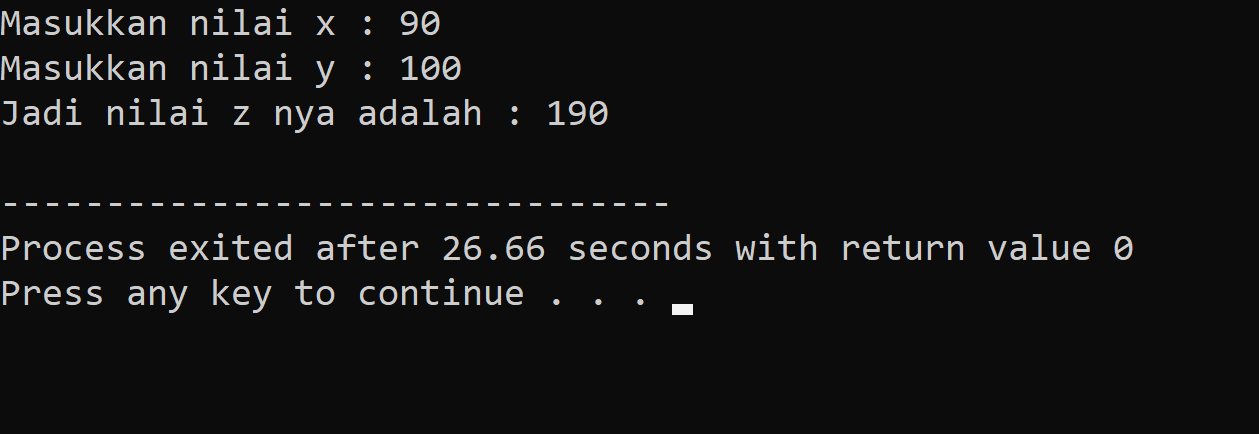 Masukkan nilai x : 90
Masukkan nilai y : 100
Jadi nilai z nya adalah : 190
--------------------------------
Process exited after 26.66 seconds with return value 0
Press any key to continue . . .